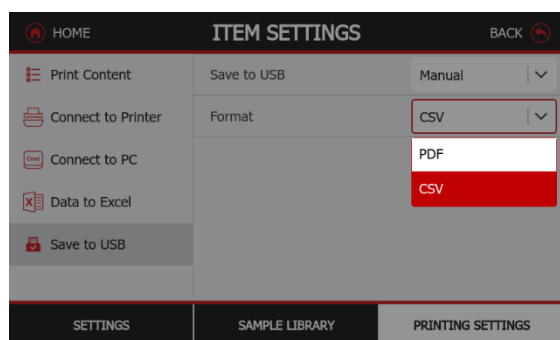 HOME
ITEM SETTINGS
BACK
Print Content
Save to USB
Manual
Connect to Printer
Format
CSV
PDF
CSV
Cmd
Connect to PC
Data to Excel
Save to USB
SETTINGS
SAMPLE LIBRARY
PRINTING SETTINGS